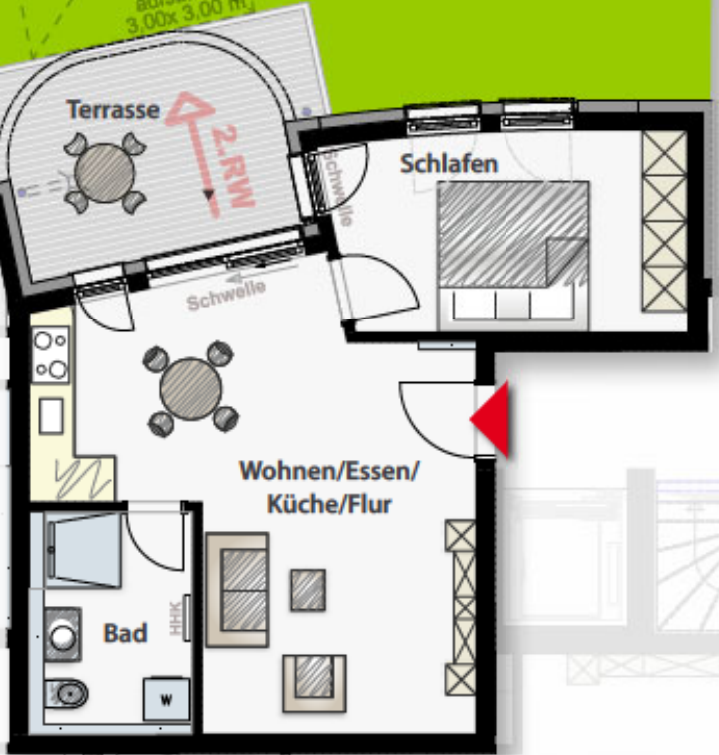 3,00x 3,00 m
Terrasse
2.RW
Schlafen
Schwelle
Schwelle
Wohnen/Essen/
Küche/Flur
Bad
HHK
W